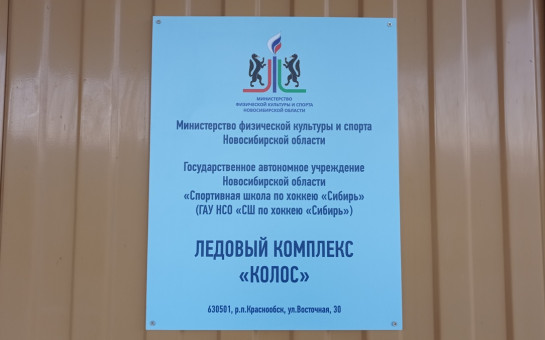 МИНИСТЕРСТВО
ФИЗИЧЕСКОЙ КУЛЬТУРЫ И СПОРТА
НОВОСИБИРСКОЙ ОБЛАСТИ
Министерство физической культуры и спорта
Новосибирской области
Государственное автономное учреждение
Новосибирской области
«Спортивная школа по хоккею «Сибирь»
(ГАУ НСО «СШ по хоккею «Сибирь»)
ЛЕДОВЫЙ КОМПЛЕКС
«КОЛОС»
630501, р.п.Краснообск, ул.Восточная, 30